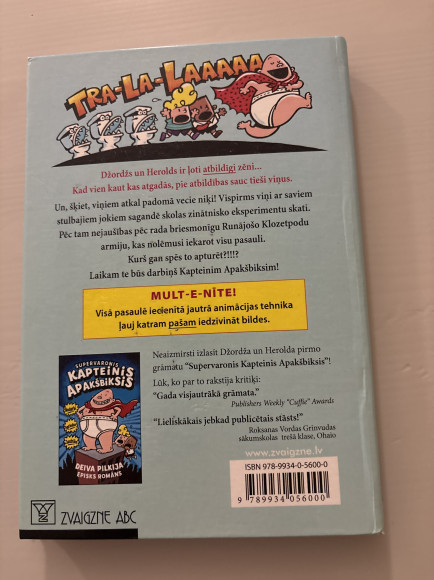 TRA-LA-LAAAAA
Džordžs un Herolds ir ļoti atbildīgi zēni...
Kad vien kaut kas atgadās, pie atbildības sauc tieši viņus.
Un, šķiet, viņiem atkal padomā vecie niķi! Vispirms viņi ar saviem
stulbajiem jokiem sagandē skolas zinātnisko eksperimentu skati.
Pēc tam nejaušības pēc rada briesmonīgu Runājošo Klozetpodu
armiju, kas nolēmusi iekarot visu pasauli.
Kurš gan spēs to apturēt?!!!?
Laikam te būs darbiņš Kapteinim Apakšbiksim!
MULT-E-NĪTE!
Visā pasaulē iecienītā jautrā animācijas tehnika
ļauj katram pašam iedzīvināt bildes.
Neaizmirsti izlasīt Džordža un Herolda pirmo
grāmatu "Supervaronis Kapteinis Apakšbiksis"!
Lūk, ko par to rakstīja kritiķi:
"Gada visjautrākā grāmata."
Publishers Weekly "Cuffie" Awards
"Lieliskākais jebkad publicētais stāsts!"
Roksanas Vordas Grinvudas
sākumskolas trešā klase, Ohaio
SUPERVARONIS
KAPTEINIS
APAKŠBIKSIS
DEIVA PILKIJA
EPISKS ROMĀNS
www.zvaigzne.lv
ISBN 978-9934-0-5600-0
9 789934 056000
ZVAIGZNE ABC